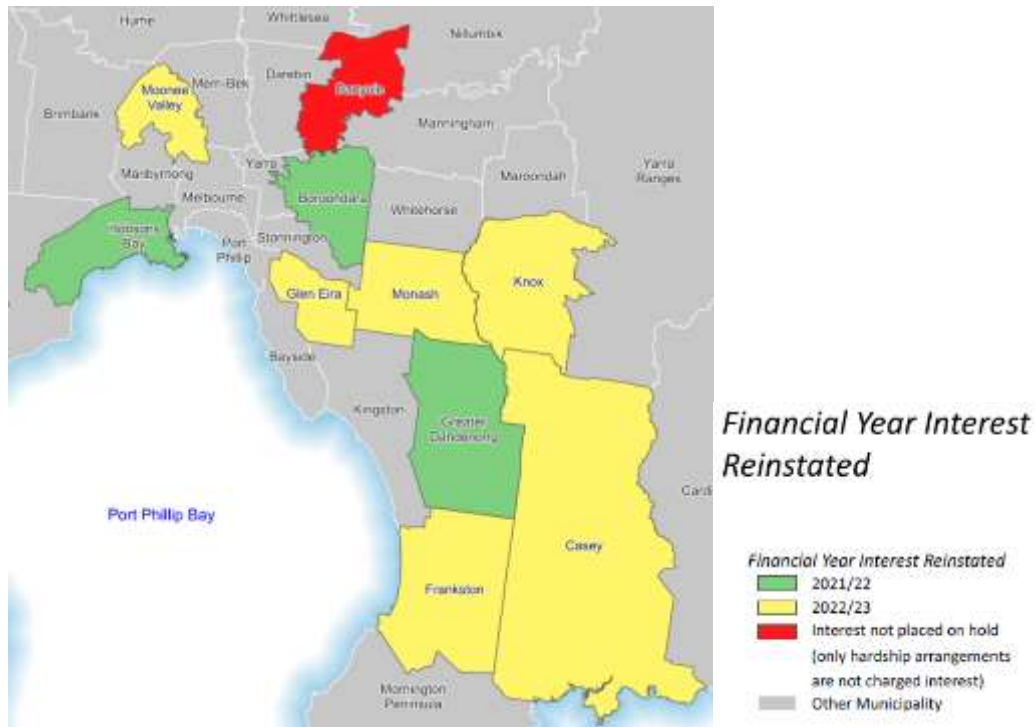 Hume
Whittlesea
Nillumbik
Moonee
Valley
Merri-Bek
Darebin
Banyule
Brimbank
Manningham
Maribyrnong
Yarra
Maroondah
Yarra
Ranges
Melbourne
Boroondara
Whitehorse
Hobsons
Bay
Port
Phillip
Stonnington
Glen Eira
Monash
Knox
Bayside
Kingston
Greater
Dandenong
Port Phillip Bay
Casey
Frankston
Mornington
Peninsula
Cardi
Financial Year Interest
Reinstated
Financial Year Interest Reinstated
2021/22
2022/23
Interest not placed on hold
(only hardship arrangements
are not charged interest)
Other Municipality